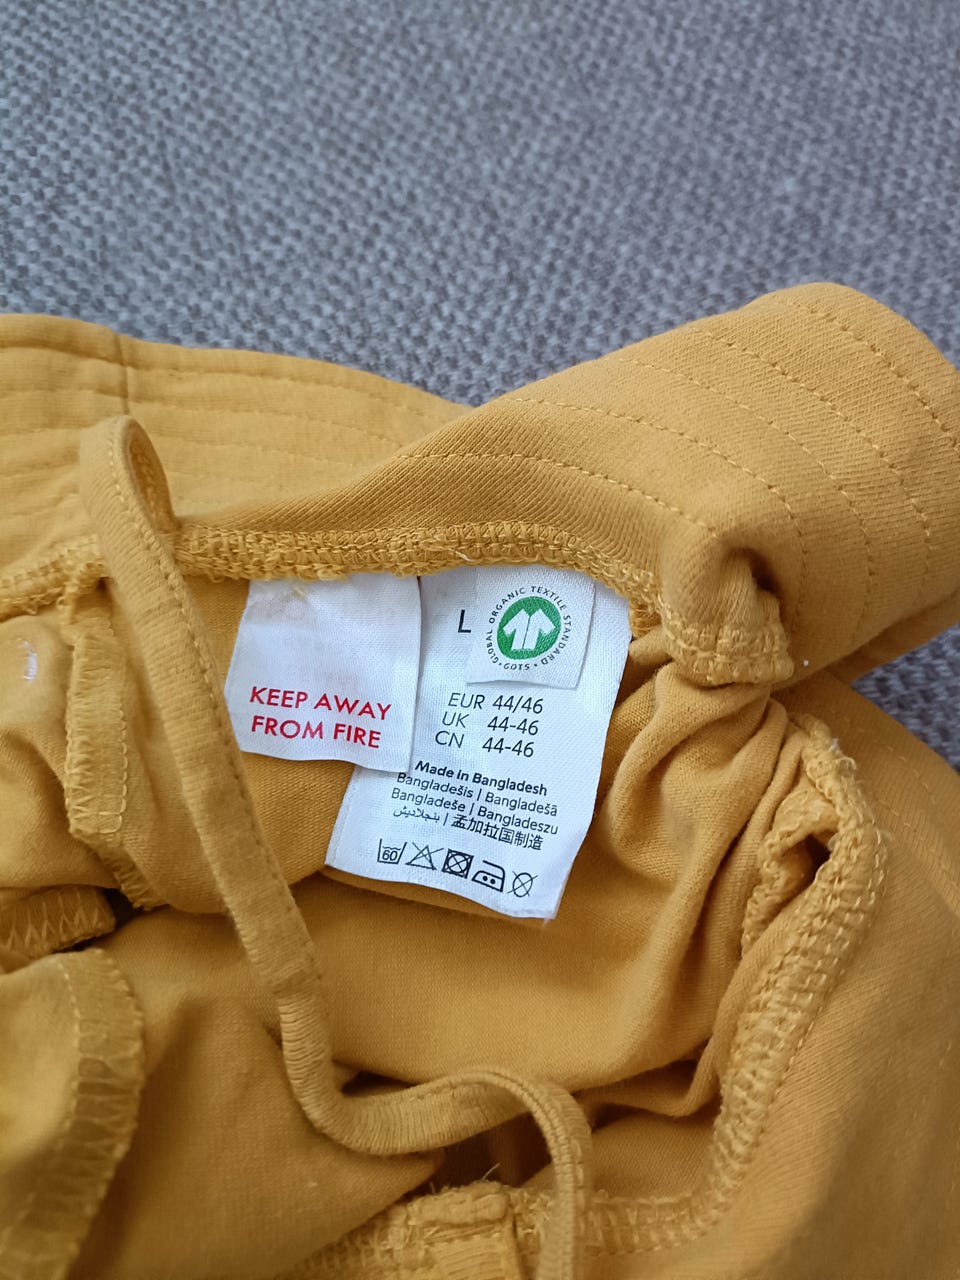 KEEP AWAY
FROM FIRE
L
GLOBAL ORGANIC TEXTILE STANDARD · GOTS ·
EUR 44/46
UK 44-46
CN 44-46
Made in Bangladesh
Bangladešis | Bangladešā
Bangladeše | Bangladeszu
بنجلاديش | 孟加拉国制造
60